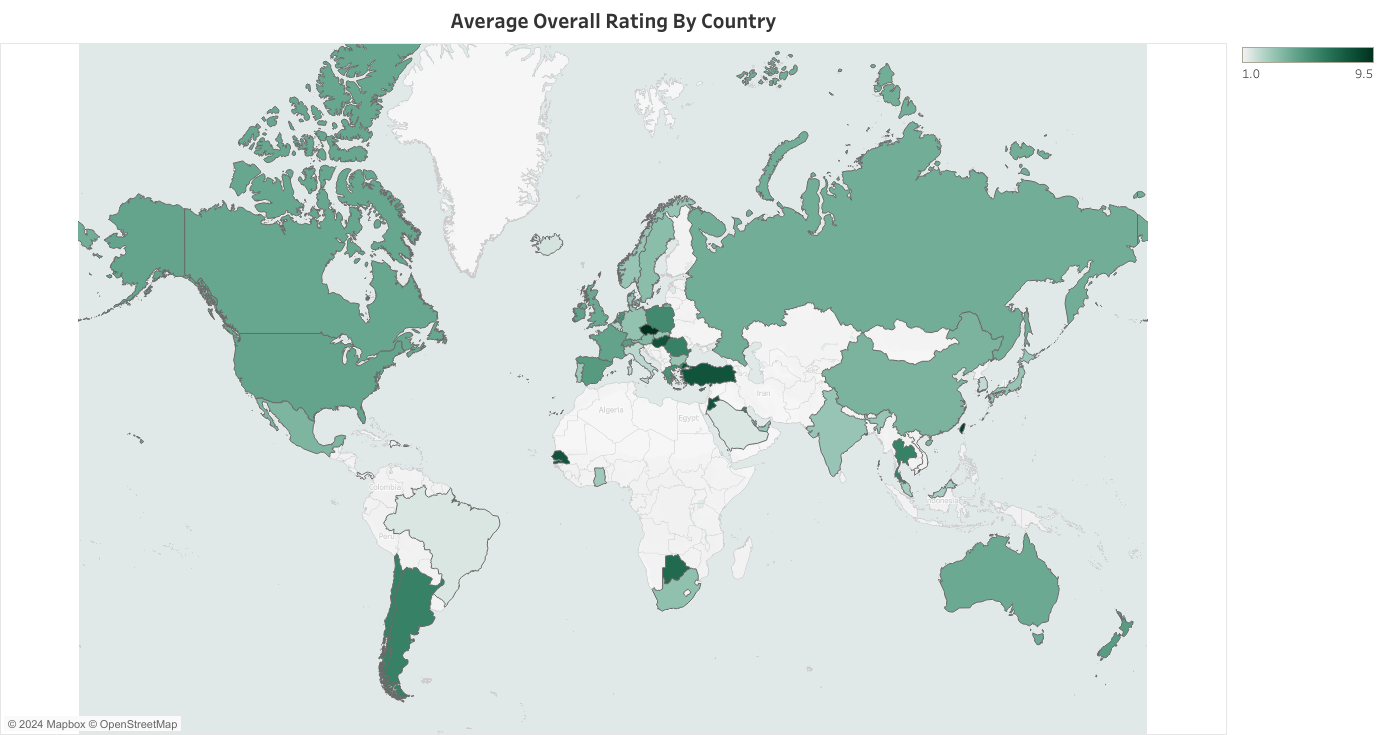 Average Overall Rating By Country
1.0 9.5
Iran
Algeria
Egypt
Colombia
Indonesia
Peru
© 2024 Mapbox © OpenStreetMap